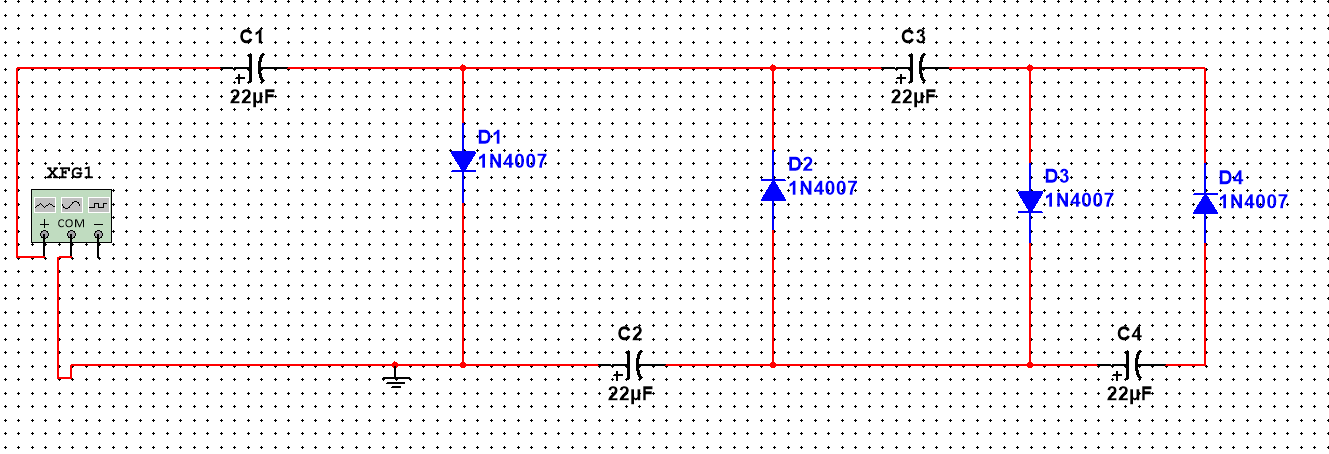 C1
+
22µF
C3
+
22µF
D1
1N4007
D2
1N4007
D3
1N4007
D4
1N4007
XFG1
+ COM −
C2
+
22µF
C4
+
22µF